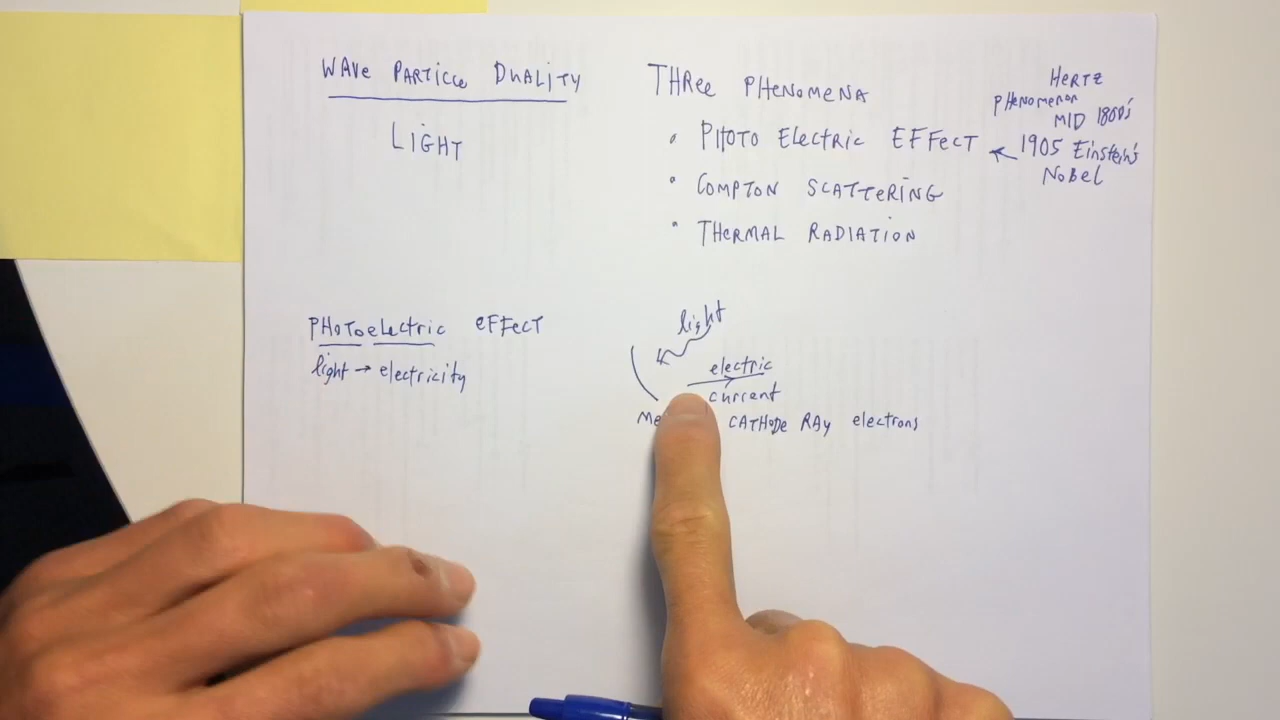 WAVE PARTICLE DUALITY
LIGHT
THREE PHENOMENA
• PHOTO ELECTRIC EFFECT
• COMPTON SCATTERING
• THERMAL RADIATION
HERTZ
PHENOMENON
MID 1800's
1905 Einstein's
NOBEL
PHOTOELECTRIC EFFECT
light → electricity
light
electric
current
CATHODE RAY electrons